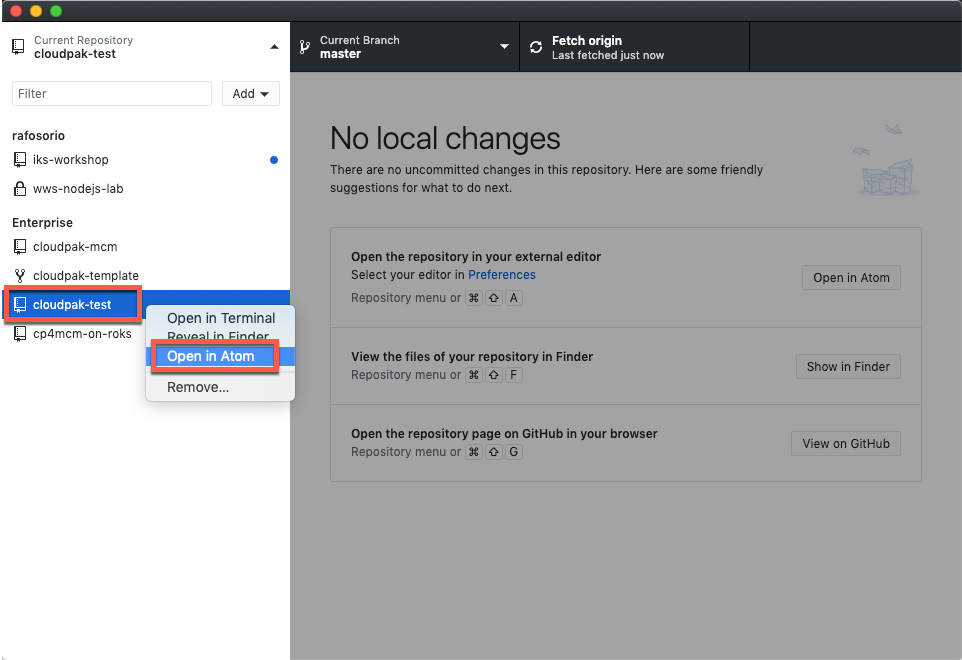 Current Repository
cloudpak-test
Current Branch
master
Fetch origin
Last fetched just now
Filter
Add
rafosorio
iks-workshop
wws-nodejs-lab
Enterprise
cloudpak-mcm
cloudpak-template
cloudpak-test
cp4mcm-on-roks
Open in Terminal
Reveal in Finder
Open in Atom
Remove...
No local changes
There are no uncommitted changes in this repository. Here are some friendly
suggestions for what to do next.
Open the repository in your external editor
Select your editor in Preferences
Repository menu or ⌘ ⇧ A
Open in Atom
View the files of your repository in Finder
Repository menu or ⌘ ⇧ F
Show in Finder
Open the repository page on GitHub in your browser
Repository menu or ⌘ ⇧ G
View on GitHub